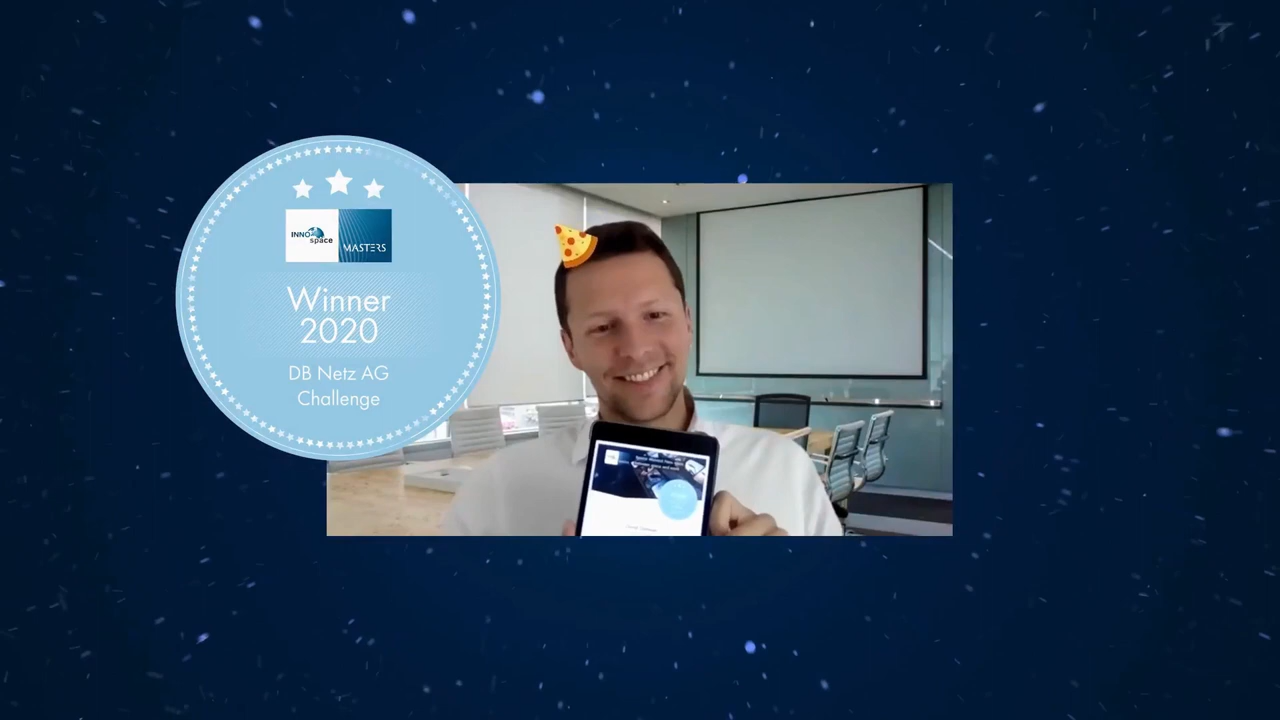 INNO
space
MASTERS
Winner
2020
DB Netz AG
Challenge